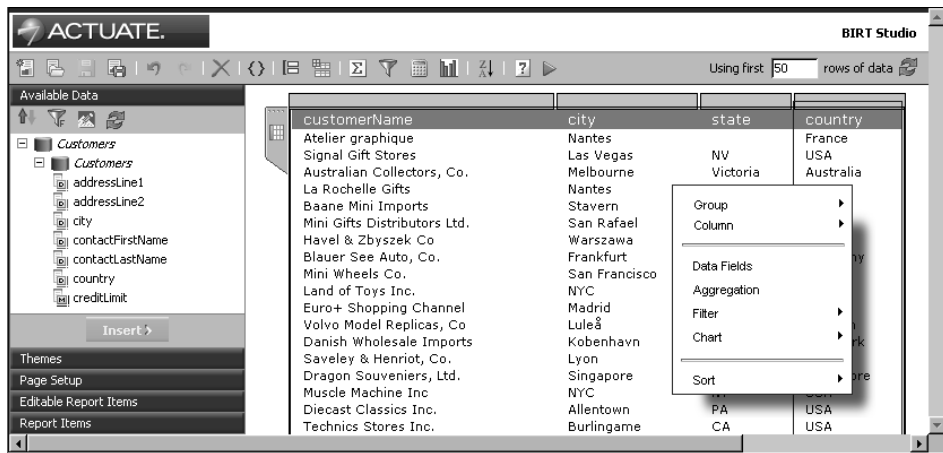 ACTUATE.
BIRT Studio
Using first 50 rows of data
Available Data
Customers
Customers
addressLine1
addressLine2
city
contactFirstName
contactLastName
country
creditLimit
Insert
Themes
Page Setup
Editable Report Items
Report Items
customerName city state country
Atelier graphique Nantes France
Signal Gift Stores Las Vegas NV USA
Australian Collectors, Co. Melbourne Victoria Australia
La Rochelle Gifts Nantes
Baane Mini Imports Stavern
Mini Gifts Distributors Ltd. San Rafael
Havel & Zbyszek Co Warszawa
Blauer See Auto, Co. Frankfurt
Mini Wheels Co. San Francisco
Land of Toys Inc. NYC
Euro+ Shopping Channel Madrid
Volvo Model Replicas, Co Luleå
Danish Wholesale Imports Kobenhavn
Saveley & Henriot, Co. Lyon
Dragon Souveniers, Ltd. Singapore
Muscle Machine Inc NYC
Diecast Classics Inc. Allentown PA USA
Technics Stores Inc. Burlingame CA USA
Group
Column
Data Fields
Aggregation
Filter
Chart
Sort